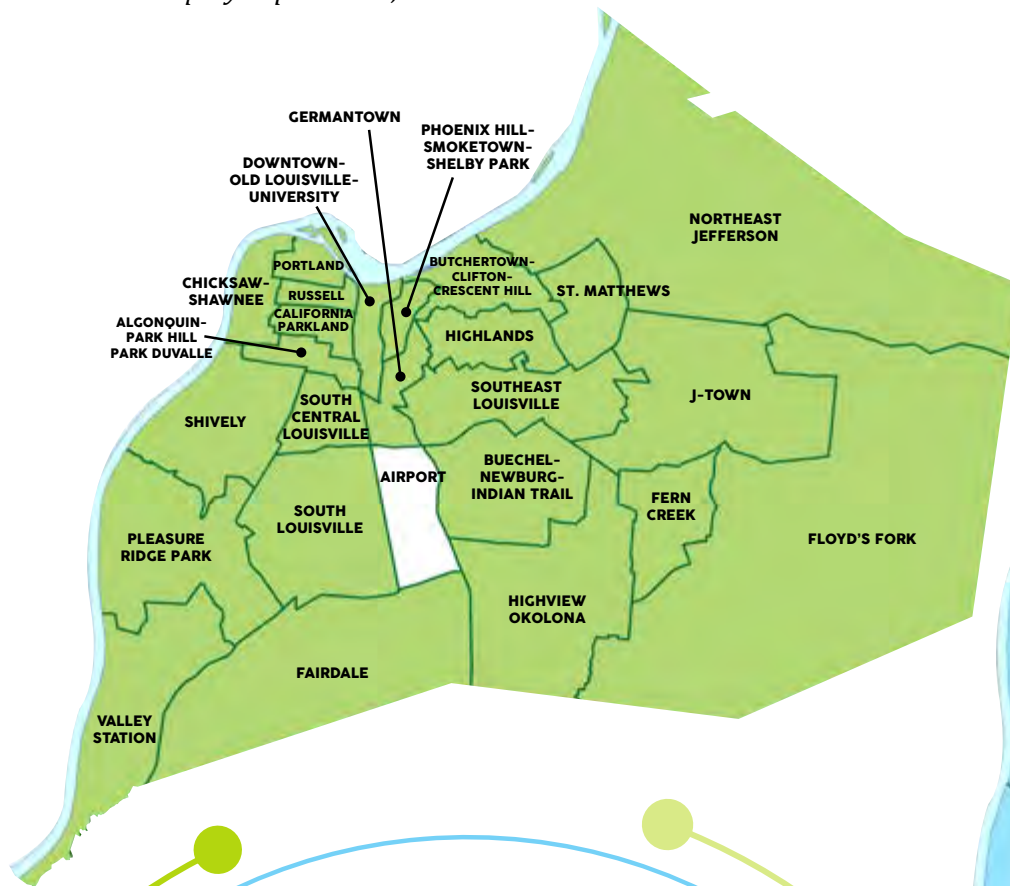 GERMANTOWN
PHOENIX HILL-
SMOKETOWN-
SHELBY PARK
DOWNTOWN-
OLD LOUISVILLE-
UNIVERSITY
NORTHEAST
JEFFERSON
PORTLAND
BUTCHERTOWN-
CLIFTON-
CRESCENT HILL
CHICKSAW-
SHAWNEE
RUSSELL
ST. MATTHEWS
CALIFORNIA
PARKLAND
ALGONQUIN-
PARK HILL
PARK DUVALLE
HIGHLANDS
SOUTHEAST
LOUISVILLE
J-TOWN
SHIVELY
SOUTH
CENTRAL
LOUISVILLE
AIRPORT
BUECHEL-
NEWBURG-
INDIAN TRAIL
FERN
CREEK
SOUTH
LOUISVILLE
PLEASURE
RIDGE PARK
FLOYD'S FORK
HIGHVIEW
OKOLONA
FAIRDALE
VALLEY
STATION